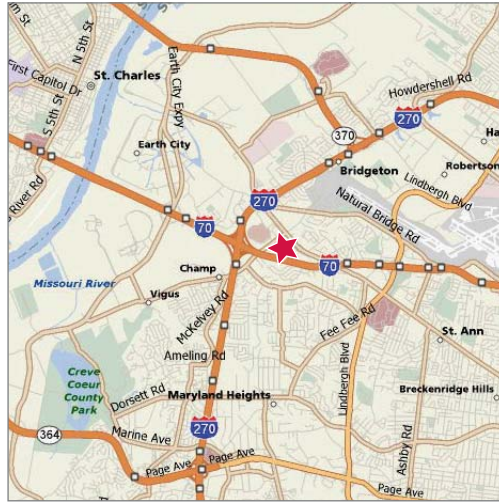 N 5th St
First Capitol Dr
St. Charles
S 5th St
Earth City Expy
Howdershell Rd
270
370
Earth City
Bridgeton
Robertson
Lindbergh Blvd
270
Natural Bridge Rd
River Rd
70
70
Missouri River
Champ
Vigus
McKelvey Rd
Fee Fee Rd
St. Ann
Ameling Rd
Creve
Coeur
County
Park
Dorsett Rd
Maryland Heights
Lindbergh Blvd
Breckenridge Hills
364
Marine Ave
270
Ashby Rd
Page Ave
Page Ave